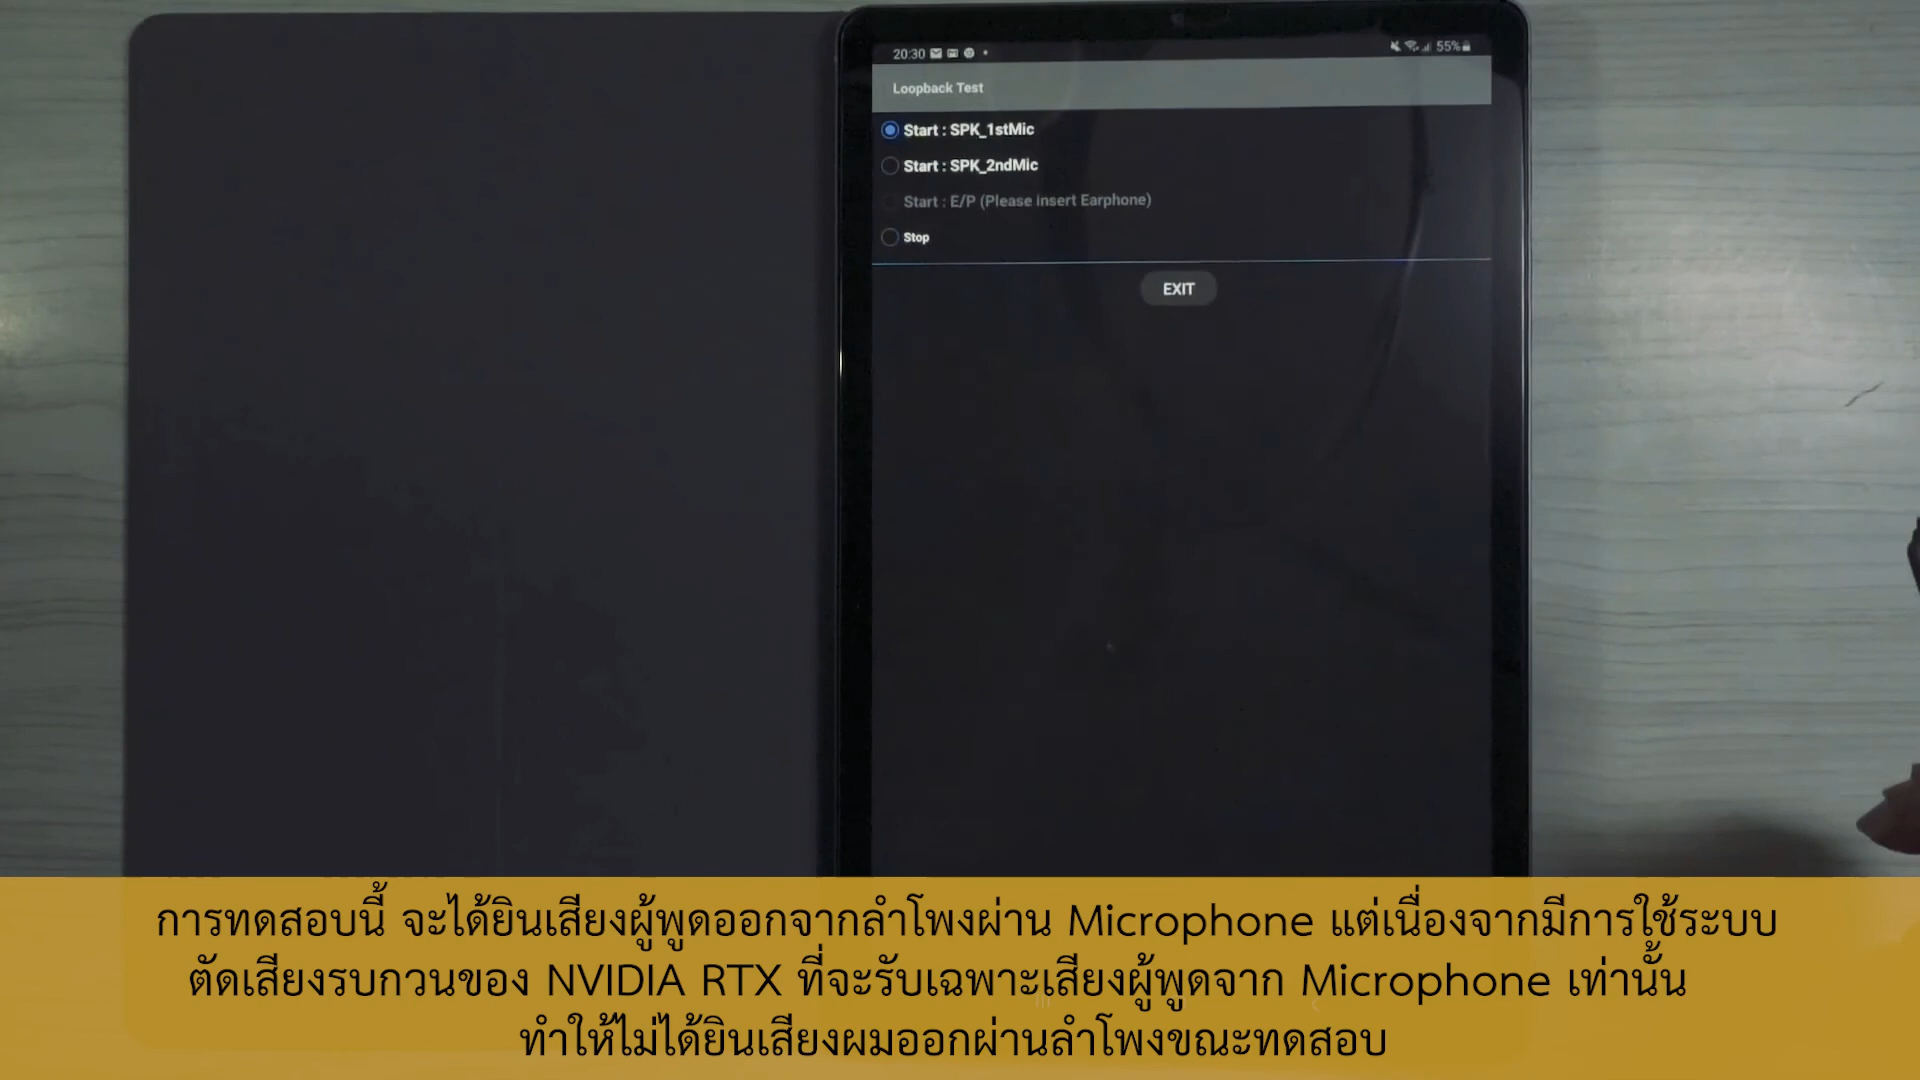 20:30
55%
Loopback Test
Start : SPK_1stMic
Start : SPK_2ndMic
Start : E/P (Please insert Earphone)
Stop
EXIT
การทดสอบนี้ จะได้ยินเสียงผู้พูดออกจากลำโพงผ่าน Microphone แต่เนื่องจากมีการใช้ระบบ
ตัดเสียงรบกวนของ NVIDIA RTX ที่จะรับเฉพาะเสียงผู้พูดจาก Microphone เท่านั้น
ทำให้ไม่ได้ยินเสียงผมออกผ่านลำโพงขณะทดสอบ